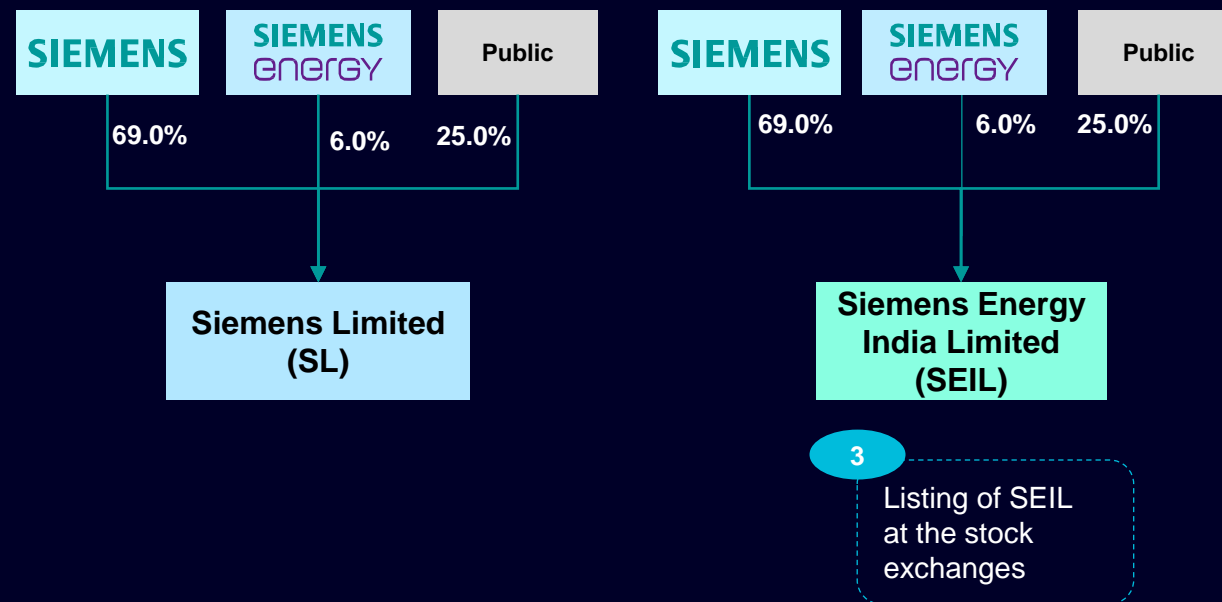 SIEMENS
SIEMENS
energy
Public
69.0%
6.0%
25.0%
Siemens Limited
(SL)
SIEMENS
SIEMENS
energy
Public
69.0%
6.0%
25.0%
Siemens Energy
India Limited
(SEIL)
3
Listing of SEIL
at the stock
exchanges